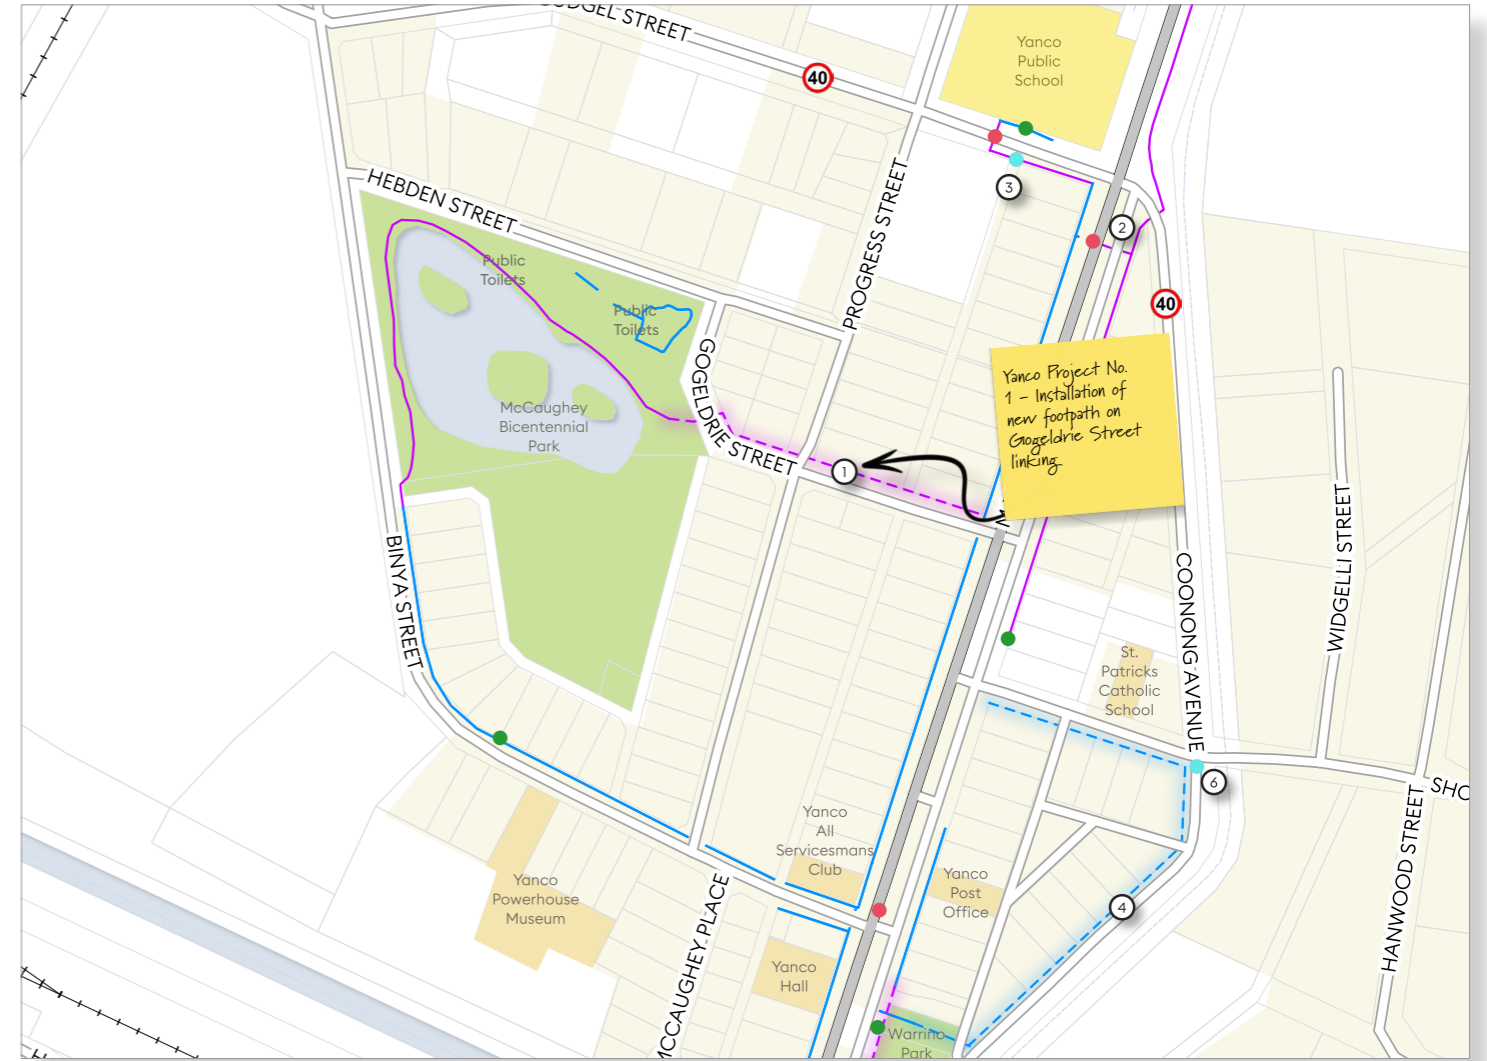 40
Yanco
Public
School
3
HEBDEN STREET
PROGRESS STREET
2
Public
Toilets
40
Public
Toilets
GOGELDRIE STREET
Yanco Project No.
1 – Installation of
new footpath on
Gogeldrie Street
linking
McCaughey
Bicentennial
Park
1
BINYA STREET
COONONG AVENUE
WIDGELLI STREET
St.
Patricks
Catholic
School
6
HANWOOD STREET
Yanco
All
Servicesmans
Club
Yanco
Powerhouse
Museum
Yanco
Post
Office
4
MCCAUGHEY PLACE
Yanco
Hall
Warrino
Park